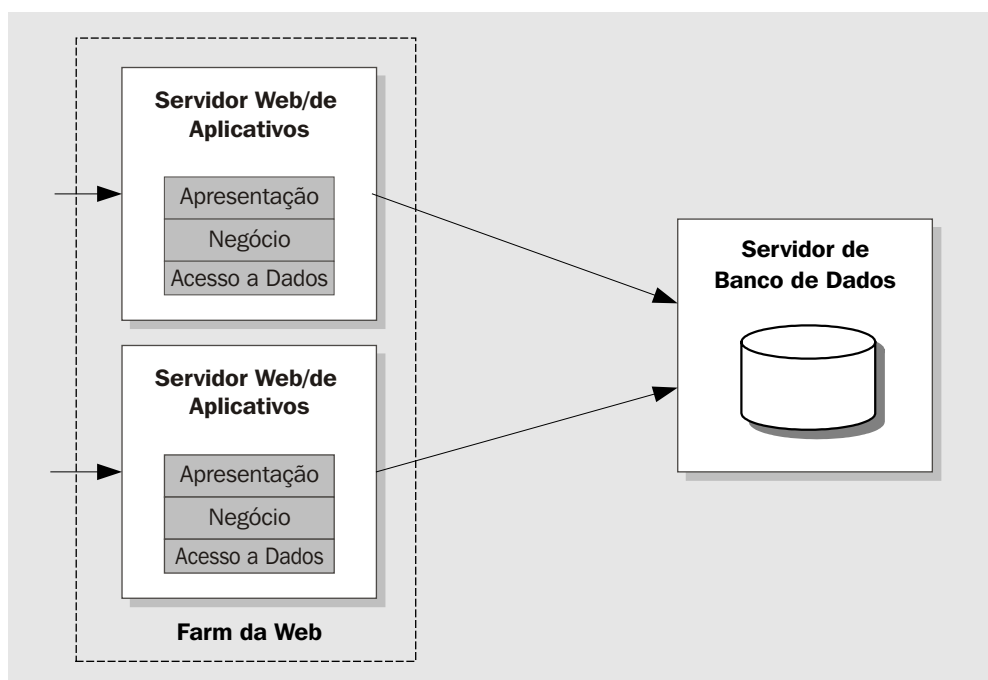 Servidor Web/de
Aplicativos
Apresentação
Negócio
Acesso a Dados
Servidor Web/de
Aplicativos
Apresentação
Negócio
Acesso a Dados
Farm da Web
Servidor de
Banco de Dados